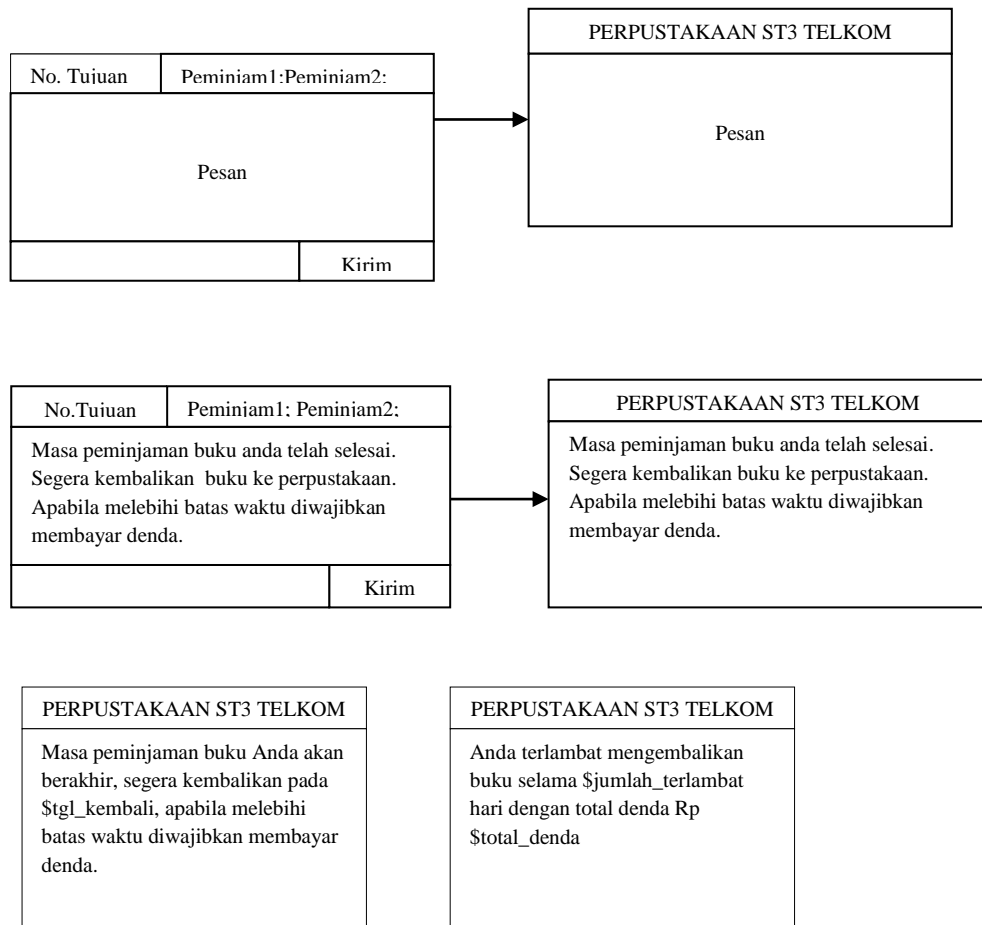 PERPUSTAKAAN ST3 TELKOM
No. Tujuan
Peminjam1;Peminjam2;
Pesan
Pesan
Kirim
No.Tujuan
Peminjam1; Peminjam2;
PERPUSTAKAAN ST3 TELKOM
Masa peminjaman buku anda telah selesai.
Segera kembalikan  buku ke perpustakaan.
Apabila melebihi batas waktu diwajibkan
membayar denda.
Kirim
Masa peminjaman buku anda telah selesai.
Segera kembalikan buku ke perpustakaan.
Apabila melebihi batas waktu diwajibkan
membayar denda.
PERPUSTAKAAN ST3 TELKOM
Masa peminjaman buku Anda akan
berakhir, segera kembalikan pada
$tgl_kembali, apabila melebihi
batas waktu diwajibkan membayar
denda.
PERPUSTAKAAN ST3 TELKOM
Anda terlambat mengembalikan
buku selama $jumlah_terlambat
hari dengan total denda Rp
$total_denda